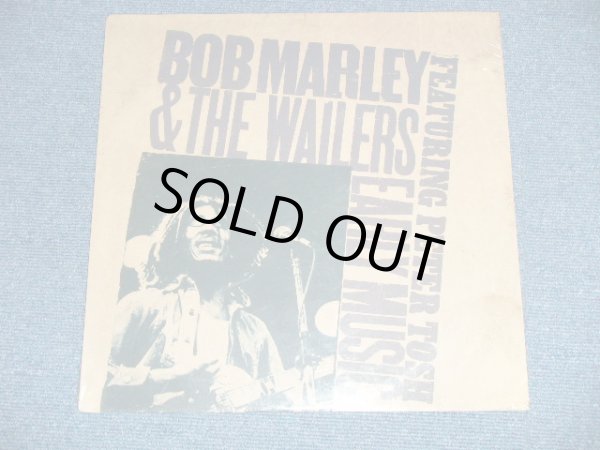 BOB MARLEY
& THE WAILERS
EARLY MUSIC
FEATURING PETER TOSH
SOLD OUT